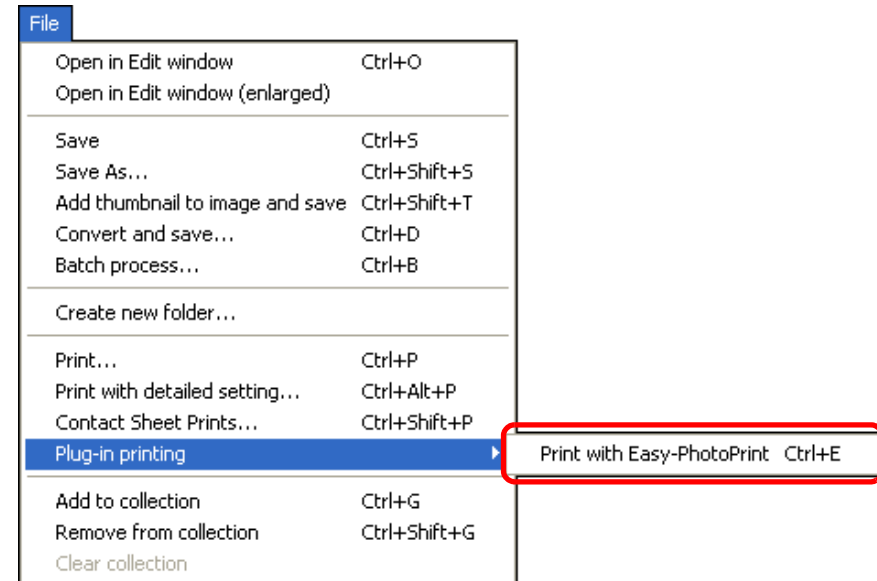 File
Open in Edit window Ctrl+O
Open in Edit window (enlarged)
Save Ctrl+S
Save As... Ctrl+Shift+S
Add thumbnail to image and save Ctrl+Shift+T
Convert and save... Ctrl+D
Batch process... Ctrl+B
Create new folder...
Print... Ctrl+P
Print with detailed setting... Ctrl+Alt+P
Contact Sheet Prints... Ctrl+Shift+P
Plug-in printing Print with Easy-PhotoPrint Ctrl+E
Add to collection Ctrl+G
Remove from collection Ctrl+Shift+G
Clear collection